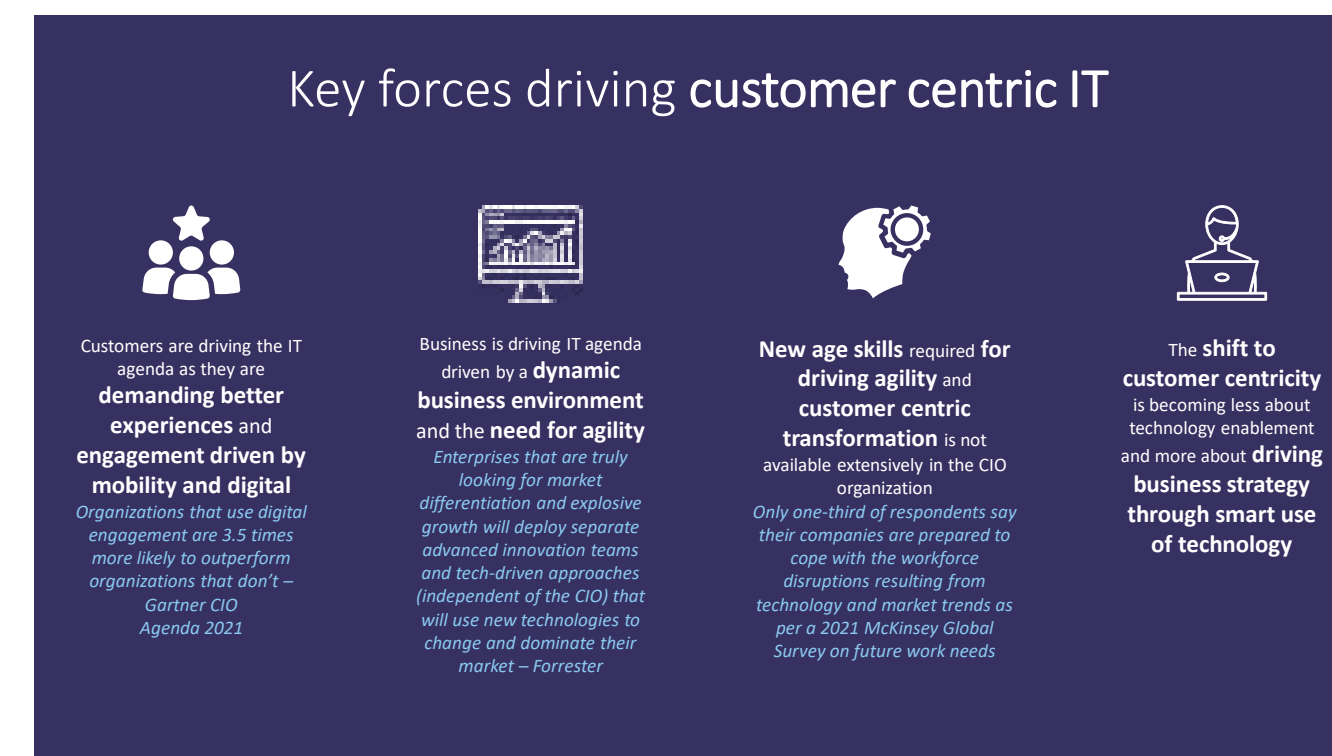 Key forces driving customer centric IT
Customers are driving the IT
agenda as they are
demanding better
experiences and
engagement driven by
mobility and digital
Organizations that use digital
engagement are 3.5 times
more likely to outperform
organizations that don't –
Gartner CIO
Agenda 2021
Business is driving IT agenda
driven by a dynamic
business environment
and the need for agility
Enterprises that are truly
looking for market
differentiation and explosive
growth will deploy separate
advanced innovation teams
and tech-driven approaches
(independent of the CIO) that
will use new technologies to
change and dominate their
market – Forrester
New age skills required for
driving agility and
customer centric
transformation is not
available extensively in the CIO
organization
Only one-third of respondents say
their companies are prepared to
cope with the workforce
disruptions resulting from
technology and market trends as
per a 2021 McKinsey Global
Survey on future work needs
The shift to
customer centricity
is becoming less about
technology enablement
and more about driving
business strategy
through smart use
of technology